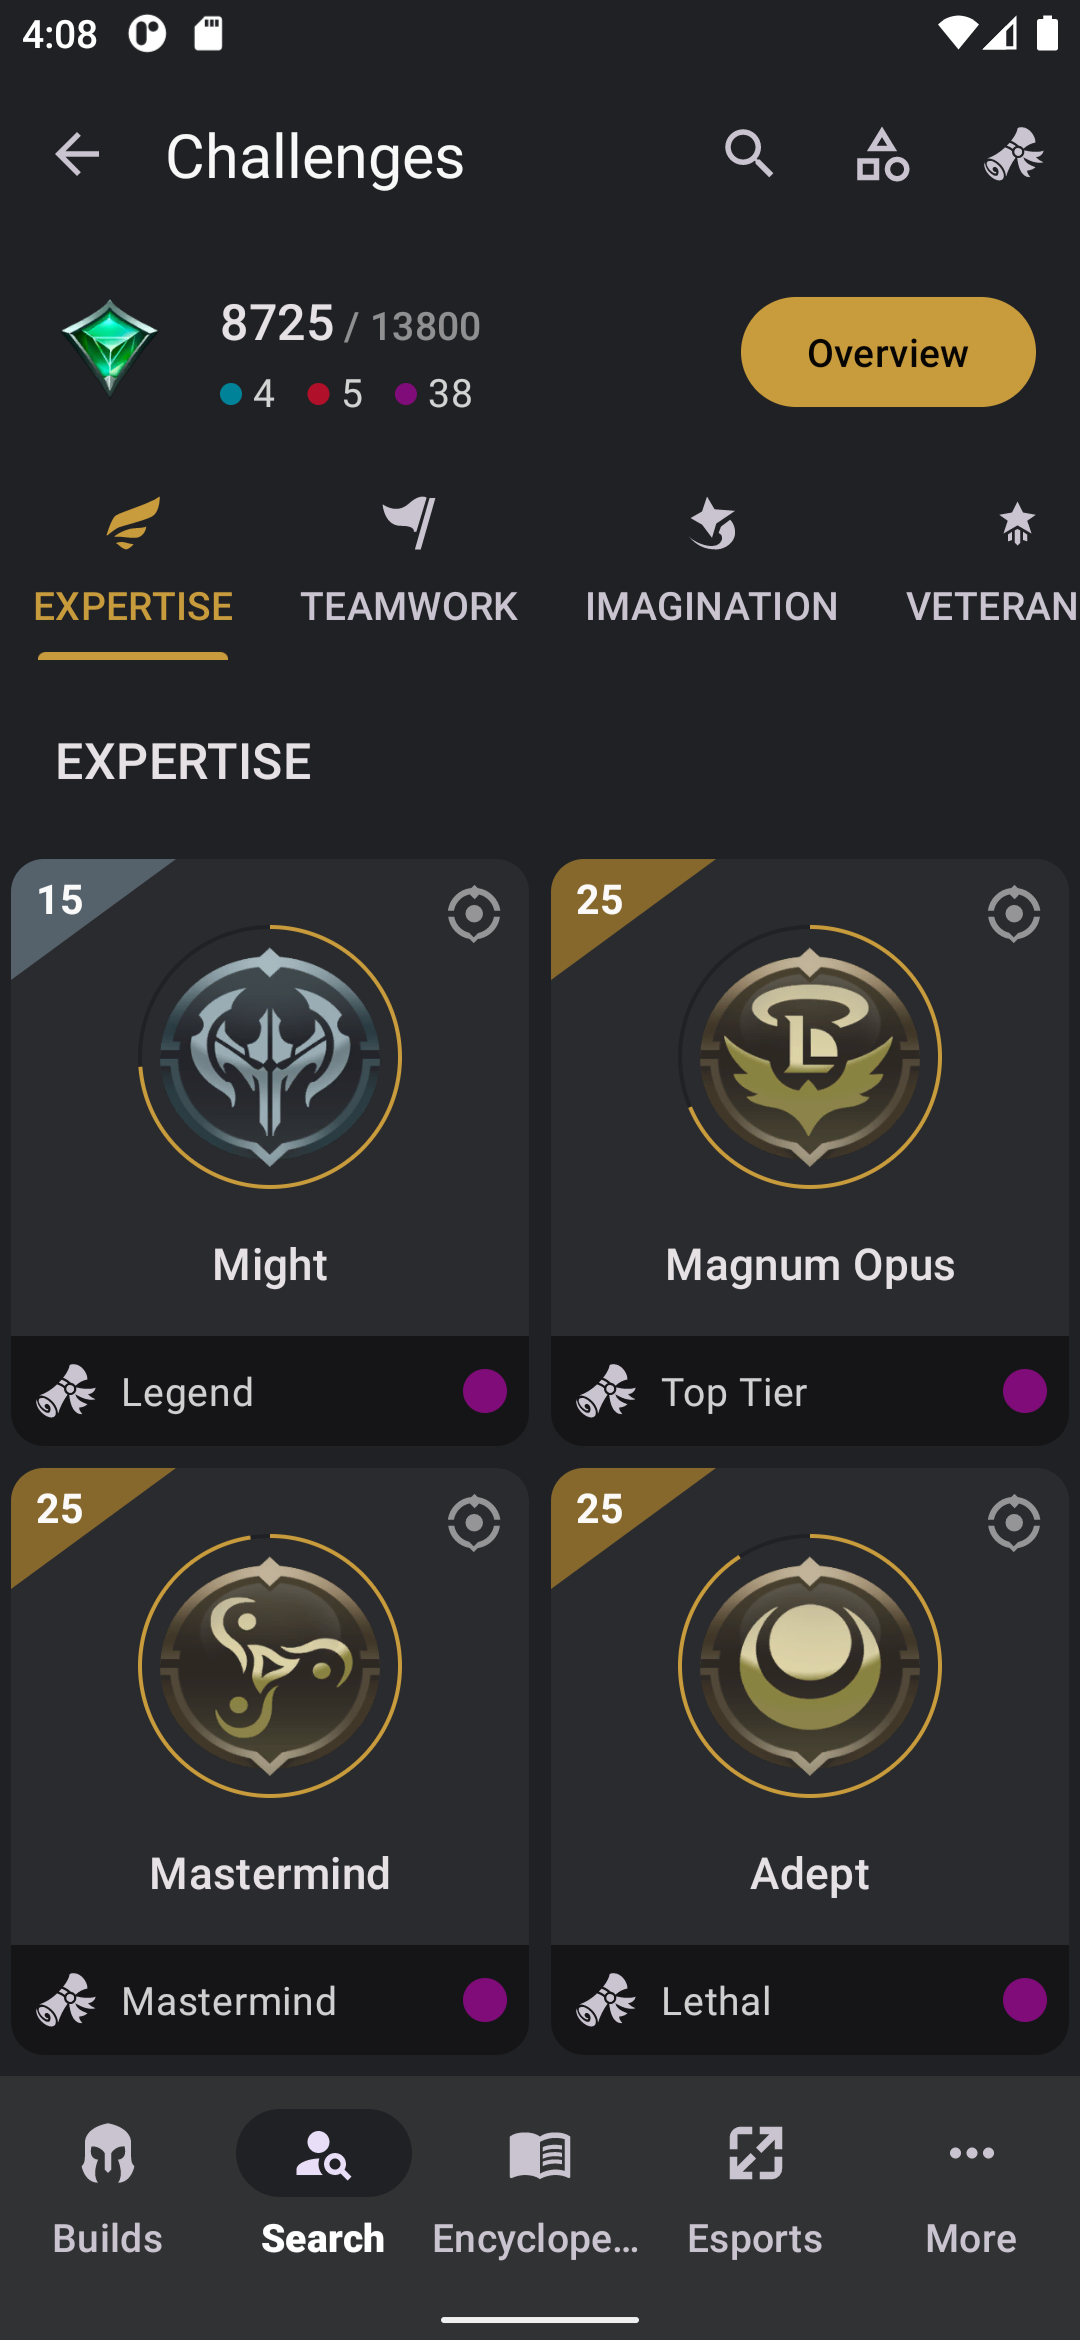 4:08
Challenges
8725 / 13800
4 5 38
Overview
EXPERTISE TEAMWORK IMAGINATION VETERAN
EXPERTISE
15
Might
Legend
25
Magnum Opus
Top Tier
25
Mastermind
Mastermind
25
Adept
Lethal
Builds Search Encyclope... Esports More